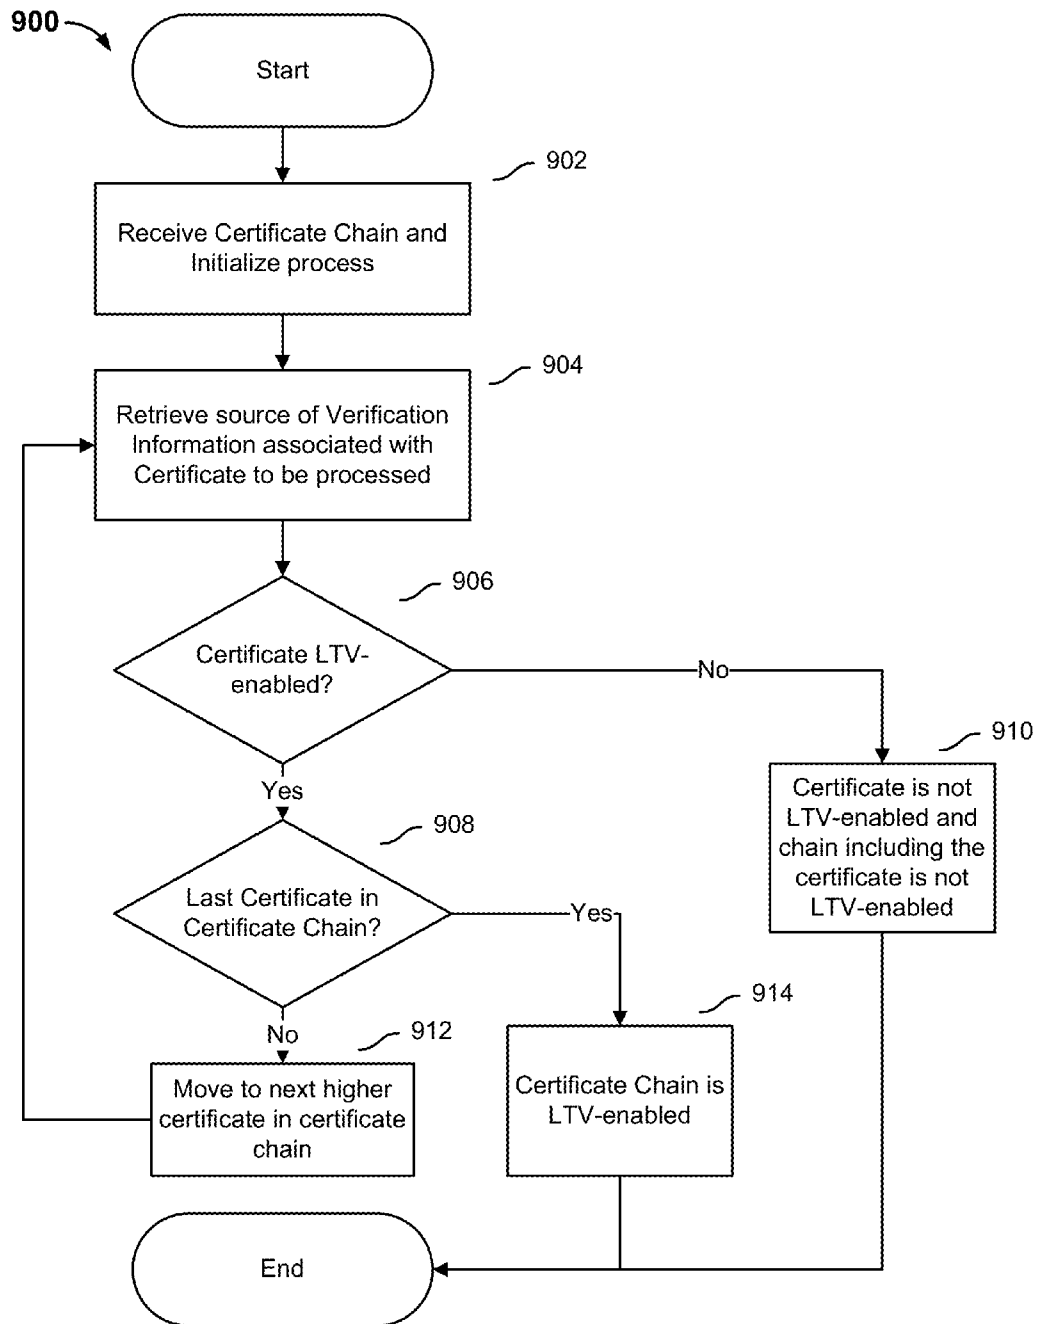 900
Start
902
Receive Certificate Chain and
Initialize process
904
Retrieve source of Verification
Information associated with
Certificate to be processed
906
Certificate LTV-
enabled?
No
910
Certificate is not
LTV-enabled and
chain including the
certificate is not
LTV-enabled
Yes
908
Last Certificate in
Certificate Chain?
Yes
914
Certificate Chain is
LTV-enabled
No
912
Move to next higher
certificate in certificate
chain
End